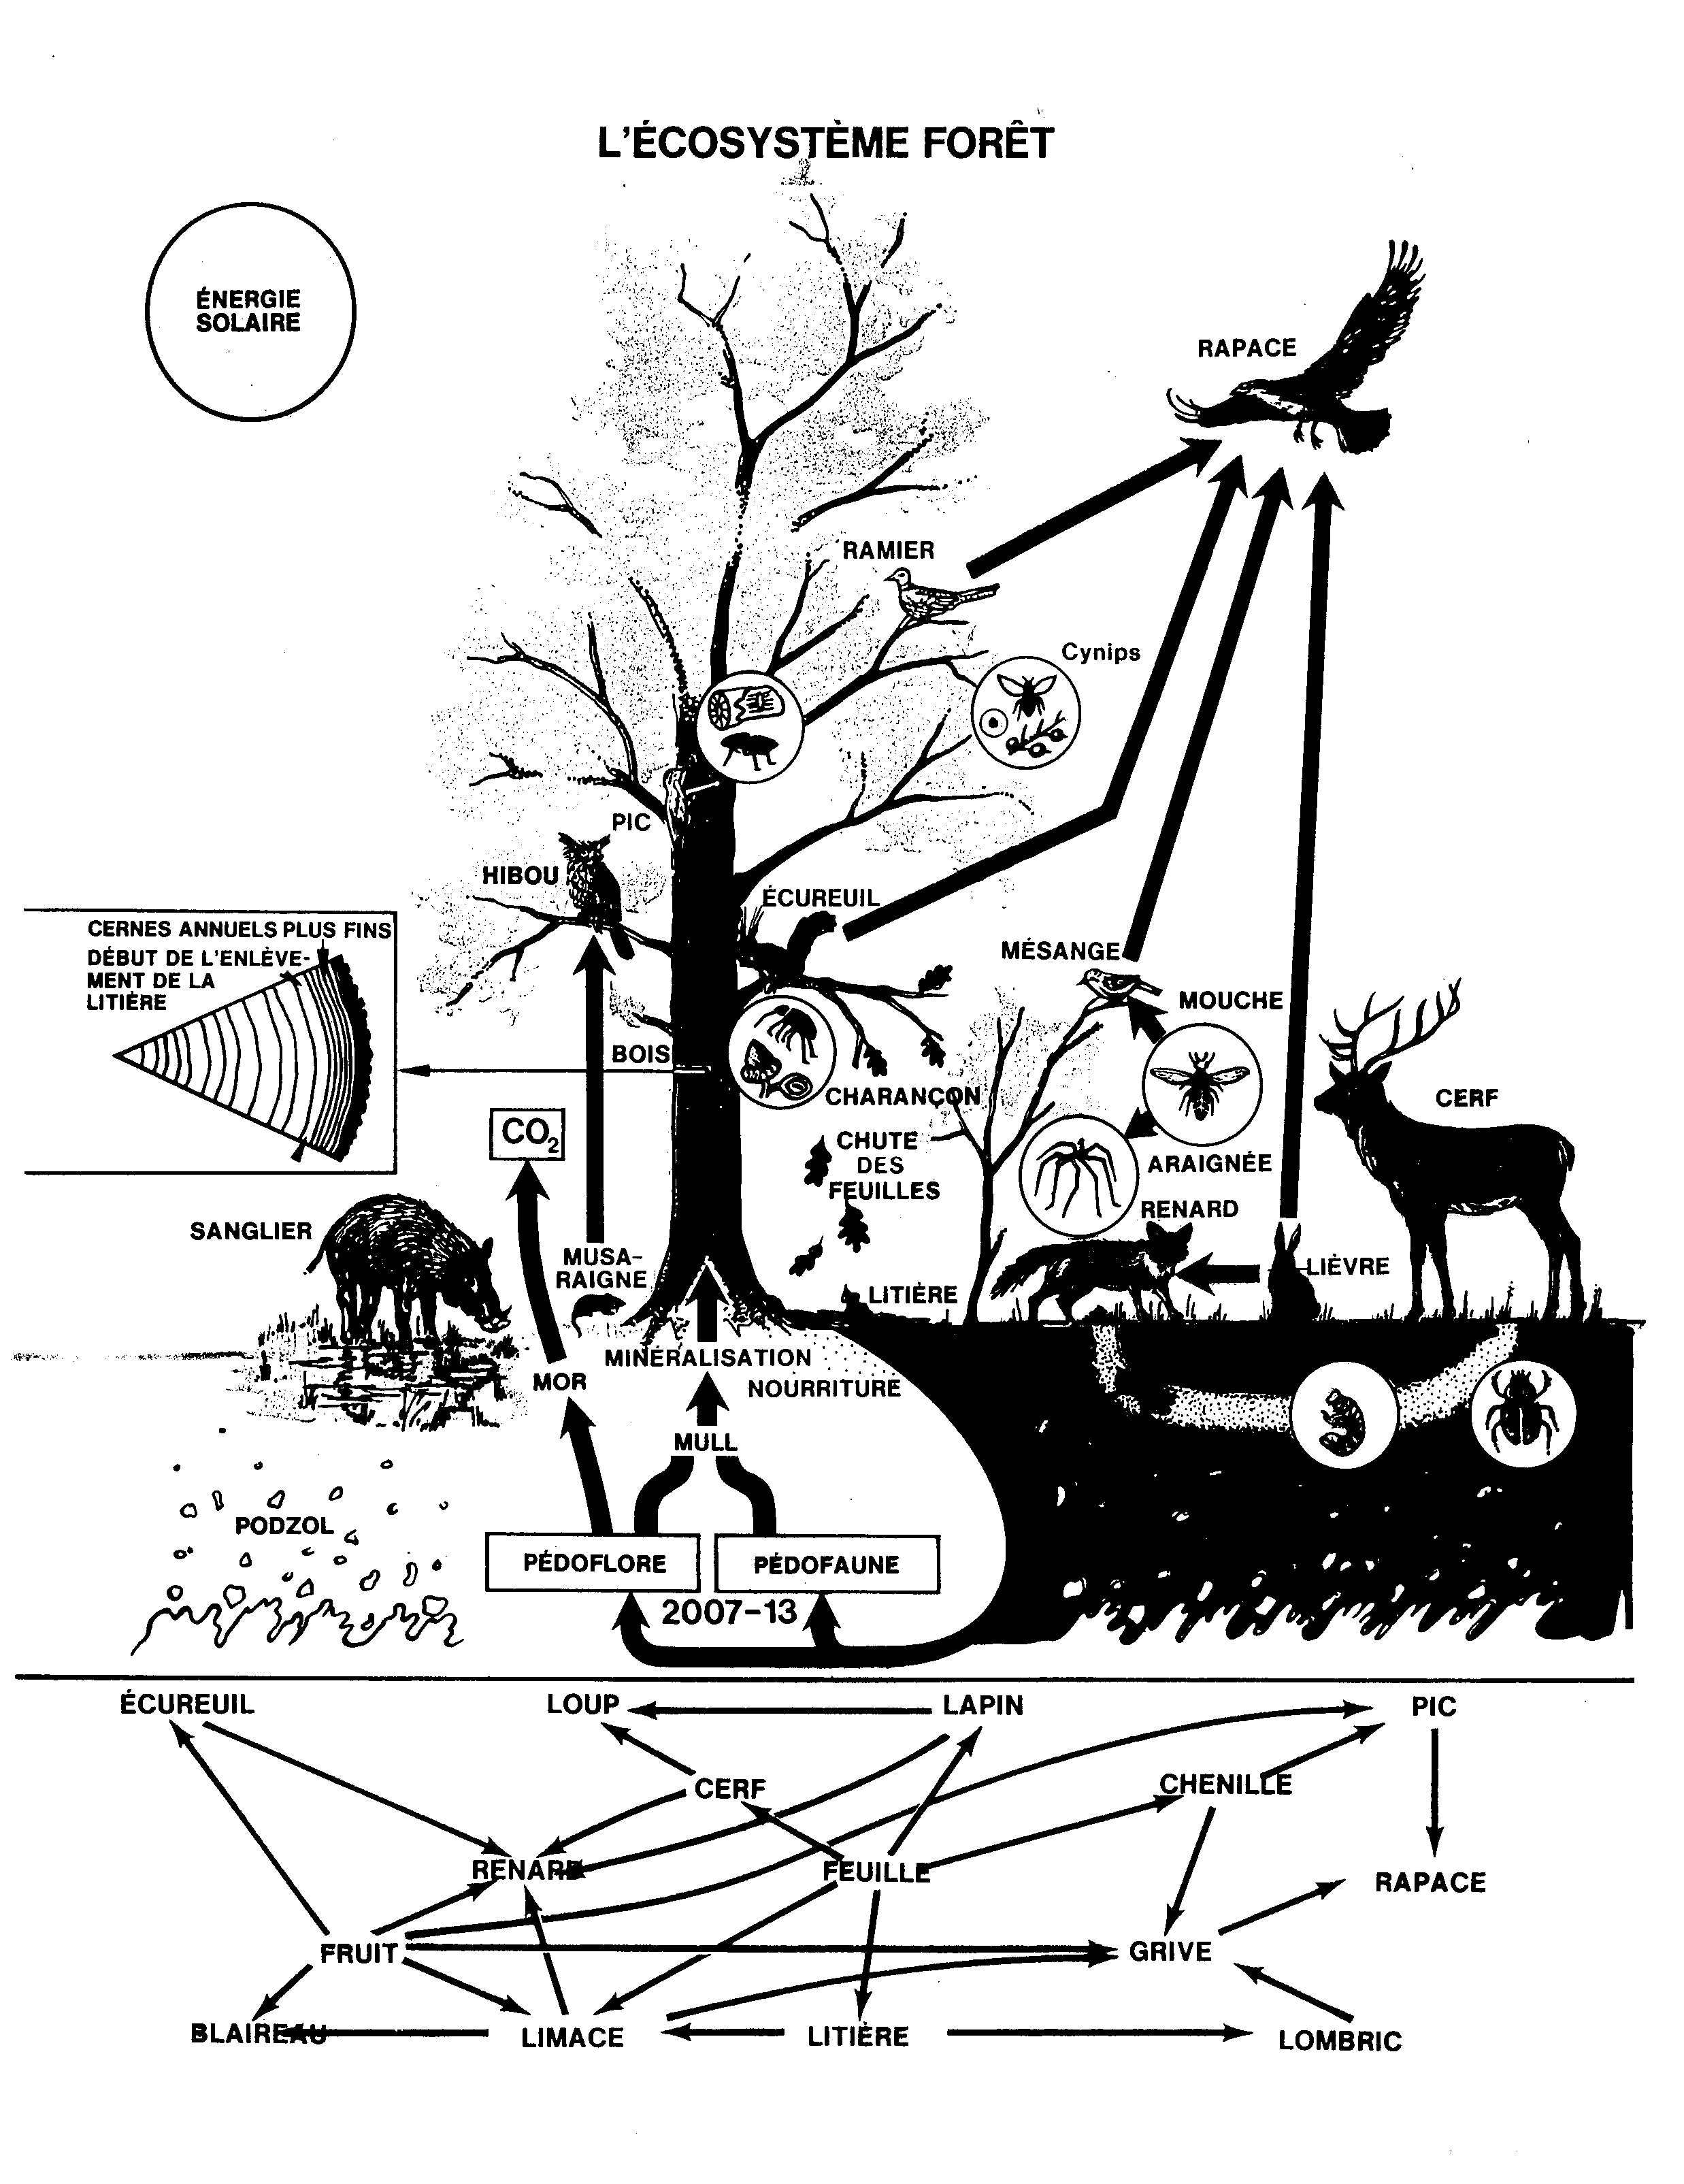 L'ÉCOSYSTÈME FORÊT
ÉNERGIE
SOLAIRE
RAPACE
RAMIER
Cynips
PIC
HIBOU
ÉCUREUIL
CERNES ANNUELS PLUS FINS
DÉBUT DE L'ENLÈVE-
MENT DE LA
LITIÈRE
MÉSANGE
MOUCHE
BOIS
CHARANÇON
CERF
CO2
CHUTE
DES
FEUILLES
ARAIGNÉE
RENARD
SANGLIER
MUSA-
RAIGNE
LIÈVRE
LITIÈRE
MINÉRALISATION
MOR
NOURRITURE
MULL
PODZOL
PÉDOFLORE
PÉDOFAUNE
2007-13
ÉCUREUIL
LOUP
LAPIN
PIC
CERF
CHENILLE
RENARD
FEUILLE
RAPACE
FRUIT
GRIVE
BLAIREAU
LIMACE
LITIÈRE
LOMBRIC